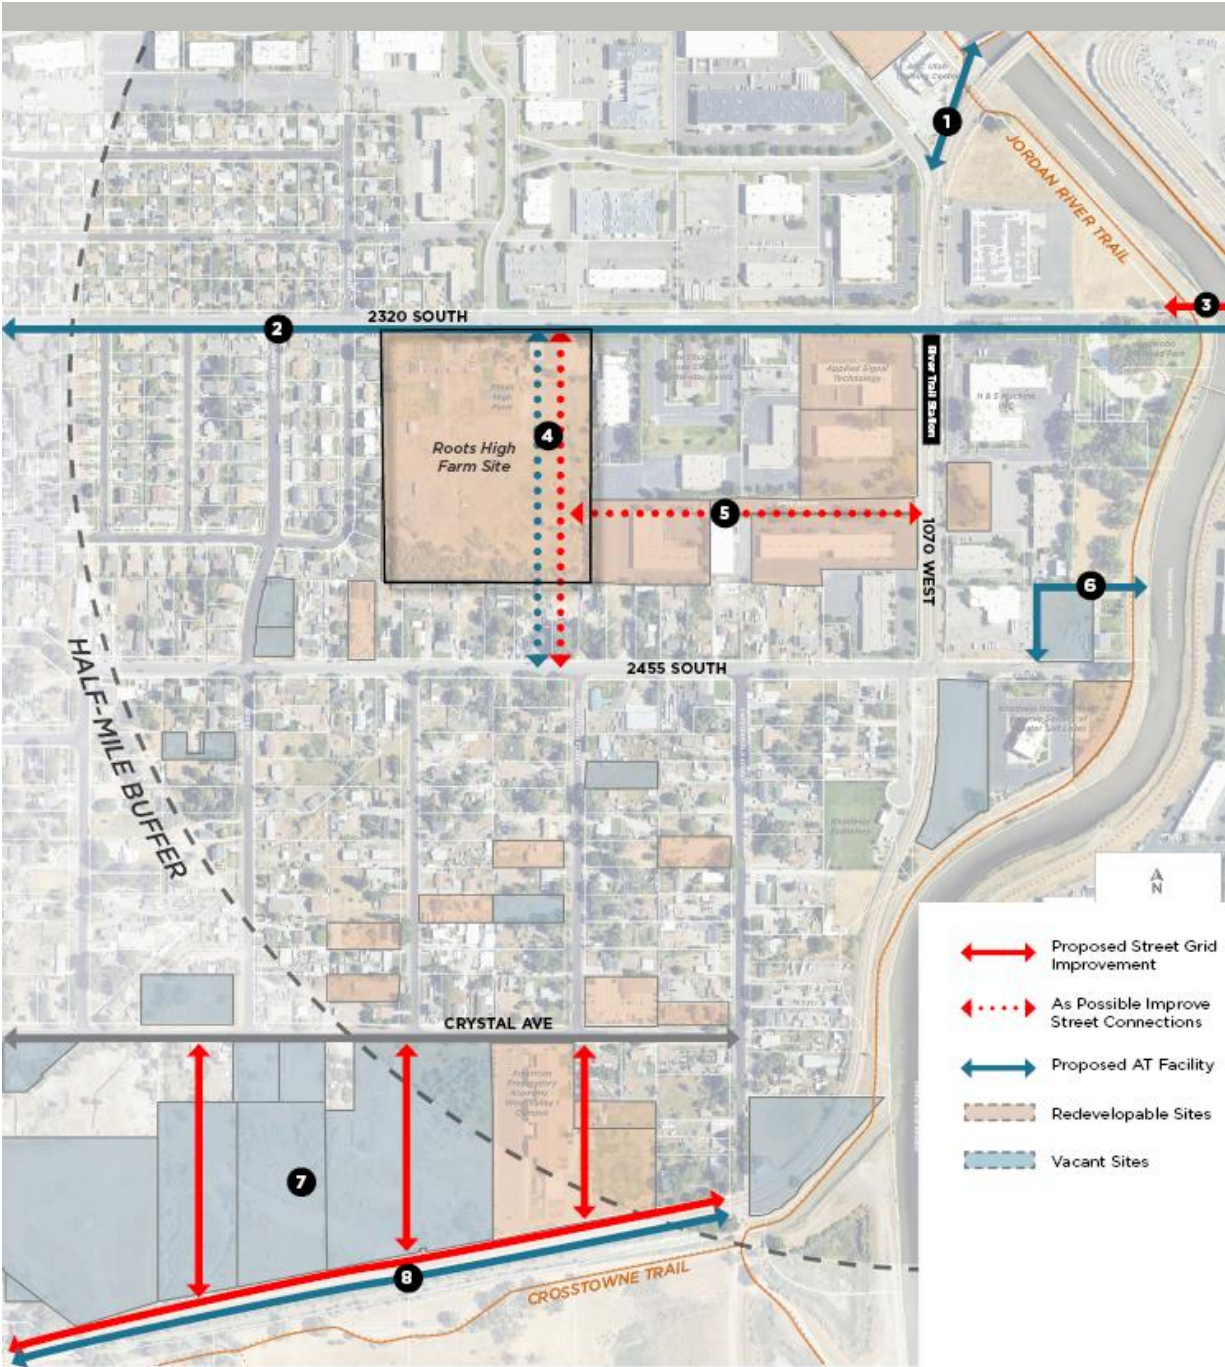 1
JORDAN RIVER TRAIL
3
2320 SOUTH
2
River Trail Station
Applied Signal
Technology
4
Roots High
Farm Site
5
1070 WEST
6
2455 SOUTH
HALF-MILE BUFFER
N
Proposed Street Grid
Improvement
As Possible Improve
Street Connections
Proposed AT Facility
Redevelopable Sites
Vacant Sites
CRYSTAL AVE
7
8
CROSSTOWNE TRAIL